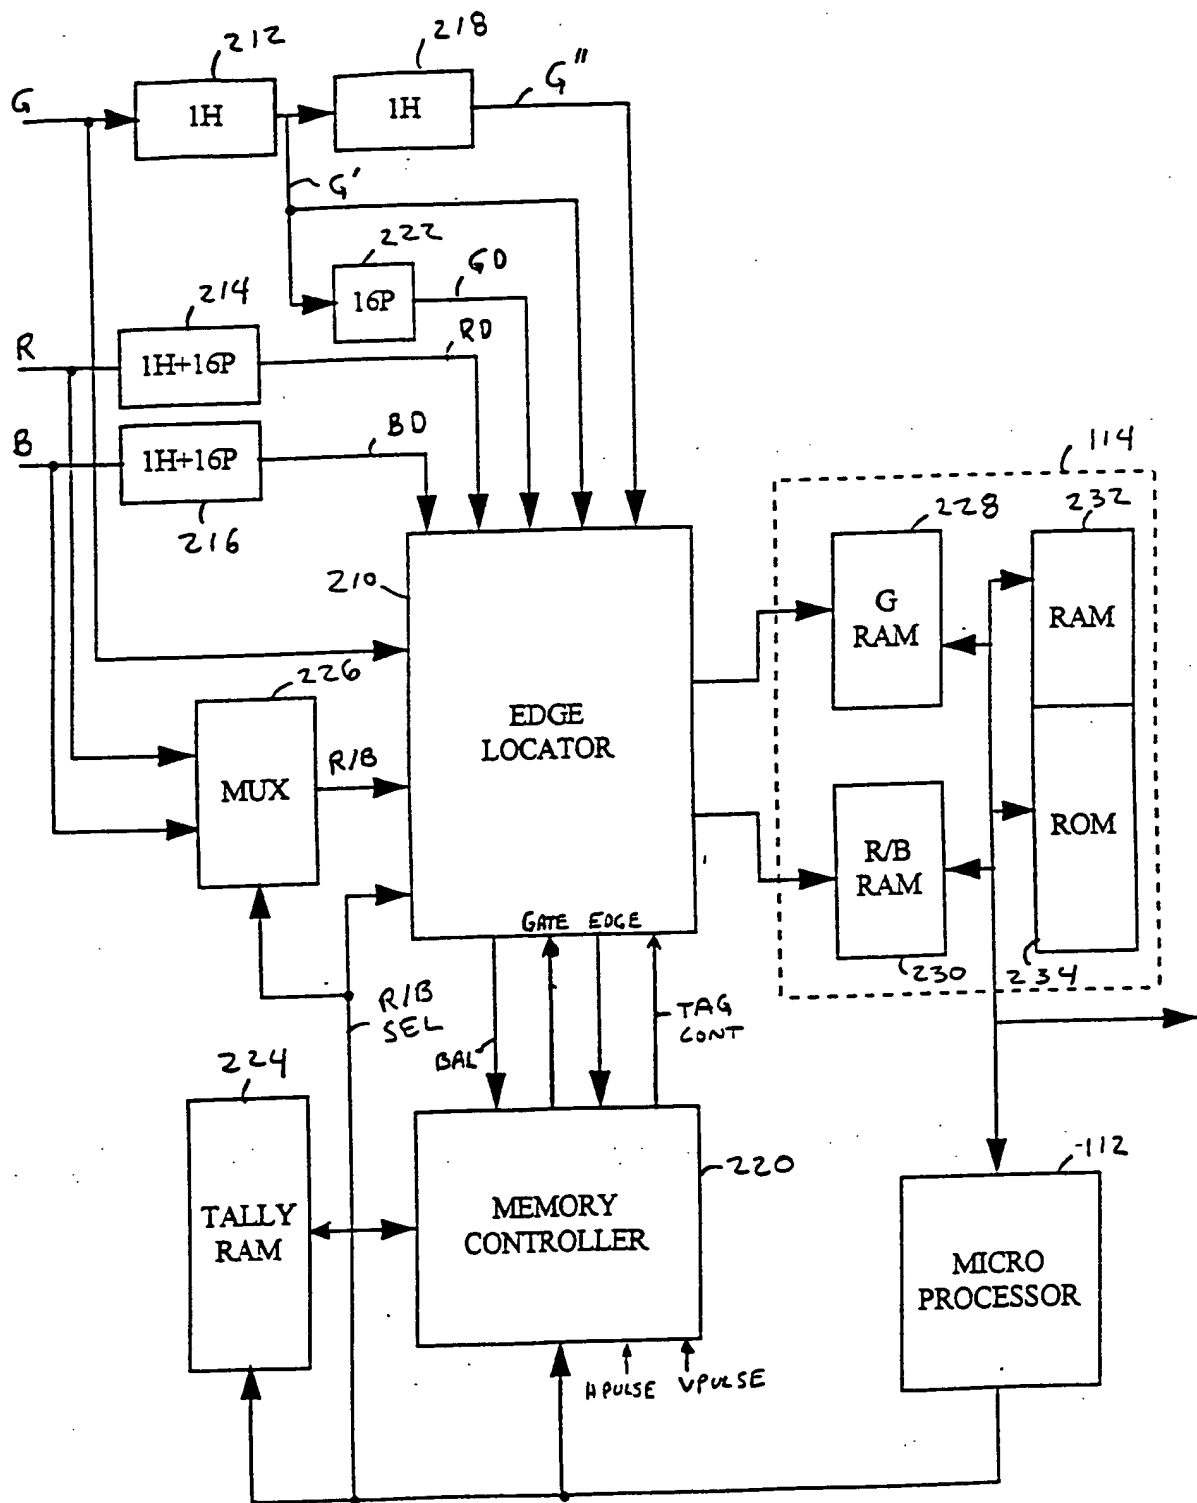 212
218
G
1H
1H
G"
G'
222
16P
GD
214
R
1H+16P
RD
B
1H+16P
BD
216
114
228
232
210
G
RAM
RAM
226
EDGE
LOCATOR
MUX
R/B
R/B
RAM
ROM
GATE
EDGE
230
234
R/B
SEL
BAL
TAG
CONT
224
220
112
TALLY
RAM
MEMORY
CONTROLLER
MICRO
PROCESSOR
HPULSE
VPULSE